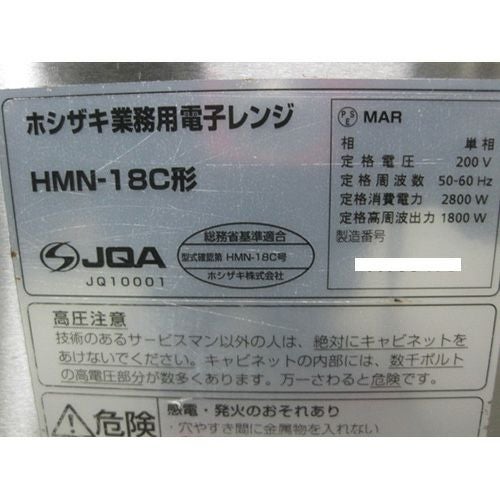 ホシザキ業務用電子レンジ
HMN-18C形
JQA
JQ10001
総務省基準適合
型式確認第 HMN-18C号
ホシザキ株式会社
PSE MAR
相 単相
定格電圧 200 V
定格周波数 50-60 Hz
定格消費電力 2800 W
定格高周波出力 1800 W
製造番号
高圧注意
技術のあるサービスマン以外の人は、絶対にキャビネットを
あけないでください。キャビネットの内部には、数千ボルト
の高電圧部分が数多くあります。万一さわると危険です。
危険
感電・発火のおそれあり
・穴やすき間に金属物を入れない